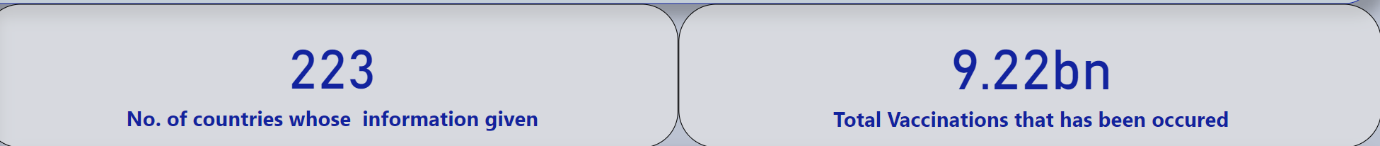 223
No. of countries whose  information given
9.22bn
Total Vaccinations that has been occured